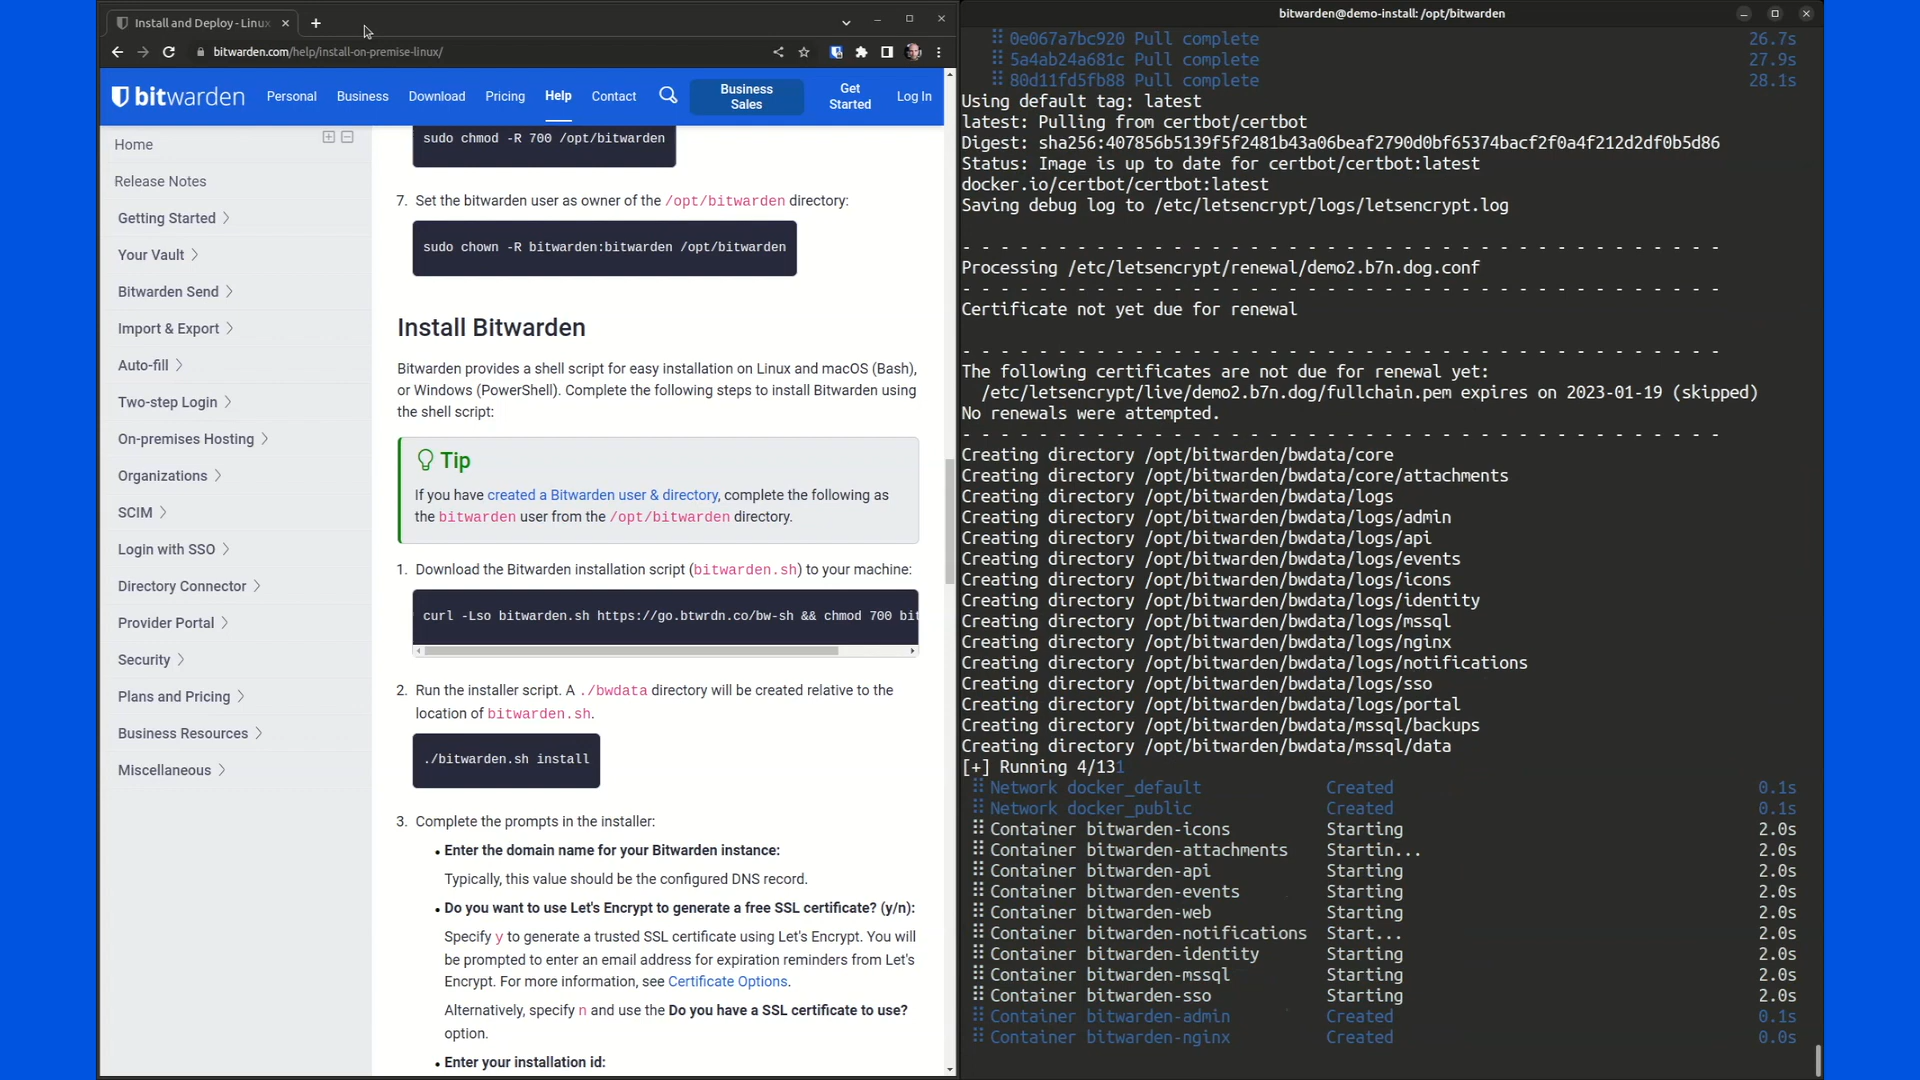 Install and Deploy - Linux
bitwarden.com/help/install-on-premise-linux/
bitwarden
Personal
Business
Download
Pricing
Help
Contact
Business Sales
Get Started
Log In
Home
Release Notes
Getting Started
Your Vault
Bitwarden Send
Import & Export
Auto-fill
Two-step Login
On-premises Hosting
Organizations
SCIM
Login with SSO
Directory Connector
Provider Portal
Security
Plans and Pricing
Business Resources
Miscellaneous
sudo chmod -R 700 /opt/bitwarden
7. Set the bitwarden user as owner of the /opt/bitwarden directory:
sudo chown -R bitwarden:bitwarden /opt/bitwarden
Install Bitwarden
Bitwarden provides a shell script for easy installation on Linux and macOS (Bash),
or Windows (PowerShell). Complete the following steps to install Bitwarden using
the shell script:
Tip
If you have created a Bitwarden user & directory, complete the following as
the bitwarden user from the /opt/bitwarden directory.
1. Download the Bitwarden installation script (bitwarden.sh) to your machine:
curl -Lso bitwarden.sh https://go.btwrdn.co/bw-sh && chmod 700 bit
2. Run the installer script. A ./bwdata directory will be created relative to the
location of bitwarden.sh.
./bitwarden.sh install
3. Complete the prompts in the installer:
• Enter the domain name for your Bitwarden instance:
Typically, this value should be the configured DNS record.
• Do you want to use Let's Encrypt to generate a free SSL certificate? (y/n):
Specify y to generate a trusted SSL certificate using Let's Encrypt. You will
be prompted to enter an email address for expiration reminders from Let's
Encrypt. For more information, see Certificate Options.
Alternatively, specify n and use the Do you have a SSL certificate to use?
option.
• Enter your installation id:
bitwarden@demo-install: /opt/bitwarden
0e067a7bc920 Pull complete 26.7s
5a4ab24a681c Pull complete 27.9s
80d11fd5fb88 Pull complete 28.1s
Using default tag: latest
latest: Pulling from certbot/certbot
Digest: sha256:407856b5139f5f2481b43a06beaf2790d0bf65374bacf2f0a4f212d2df0b5d86
Status: Image is up to date for certbot/certbot:latest
docker.io/certbot/certbot:latest
Saving debug log to /etc/letsencrypt/logs/letsencrypt.log
- - - - - - - - - - - - - - - - - - - - - - - - - - - - - - - - - - - - - - - -
Processing /etc/letsencrypt/renewal/demo2.b7n.dog.conf
- - - - - - - - - - - - - - - - - - - - - - - - - - - - - - - - - - - - - - - -
Certificate not yet due for renewal
- - - - - - - - - - - - - - - - - - - - - - - - - - - - - - - - - - - - - - - -
The following certificates are not due for renewal yet:
/etc/letsencrypt/live/demo2.b7n.dog/fullchain.pem expires on 2023-01-19 (skipped)
No renewals were attempted.
- - - - - - - - - - - - - - - - - - - - - - - - - - - - - - - - - - - - - - - -
Creating directory /opt/bitwarden/bwdata/core
Creating directory /opt/bitwarden/bwdata/core/attachments
Creating directory /opt/bitwarden/bwdata/logs
Creating directory /opt/bitwarden/bwdata/logs/admin
Creating directory /opt/bitwarden/bwdata/logs/api
Creating directory /opt/bitwarden/bwdata/logs/events
Creating directory /opt/bitwarden/bwdata/logs/icons
Creating directory /opt/bitwarden/bwdata/logs/identity
Creating directory /opt/bitwarden/bwdata/logs/mssql
Creating directory /opt/bitwarden/bwdata/logs/nginx
Creating directory /opt/bitwarden/bwdata/logs/notifications
Creating directory /opt/bitwarden/bwdata/logs/sso
Creating directory /opt/bitwarden/bwdata/logs/portal
Creating directory /opt/bitwarden/bwdata/mssql/backups
Creating directory /opt/bitwarden/bwdata/mssql/data
[+] Running 4/131
Network docker_default Created 0.1s
Network docker_public Created 0.1s
Container bitwarden-icons Starting 2.0s
Container bitwarden-attachments Startin... 2.0s
Container bitwarden-api Starting 2.0s
Container bitwarden-events Starting 2.0s
Container bitwarden-web Starting 2.0s
Container bitwarden-notifications Start... 2.0s
Container bitwarden-identity Starting 2.0s
Container bitwarden-mssql Starting 2.0s
Container bitwarden-sso Starting 2.0s
Container bitwarden-admin Created 0.1s
Container bitwarden-nginx Created 0.0s